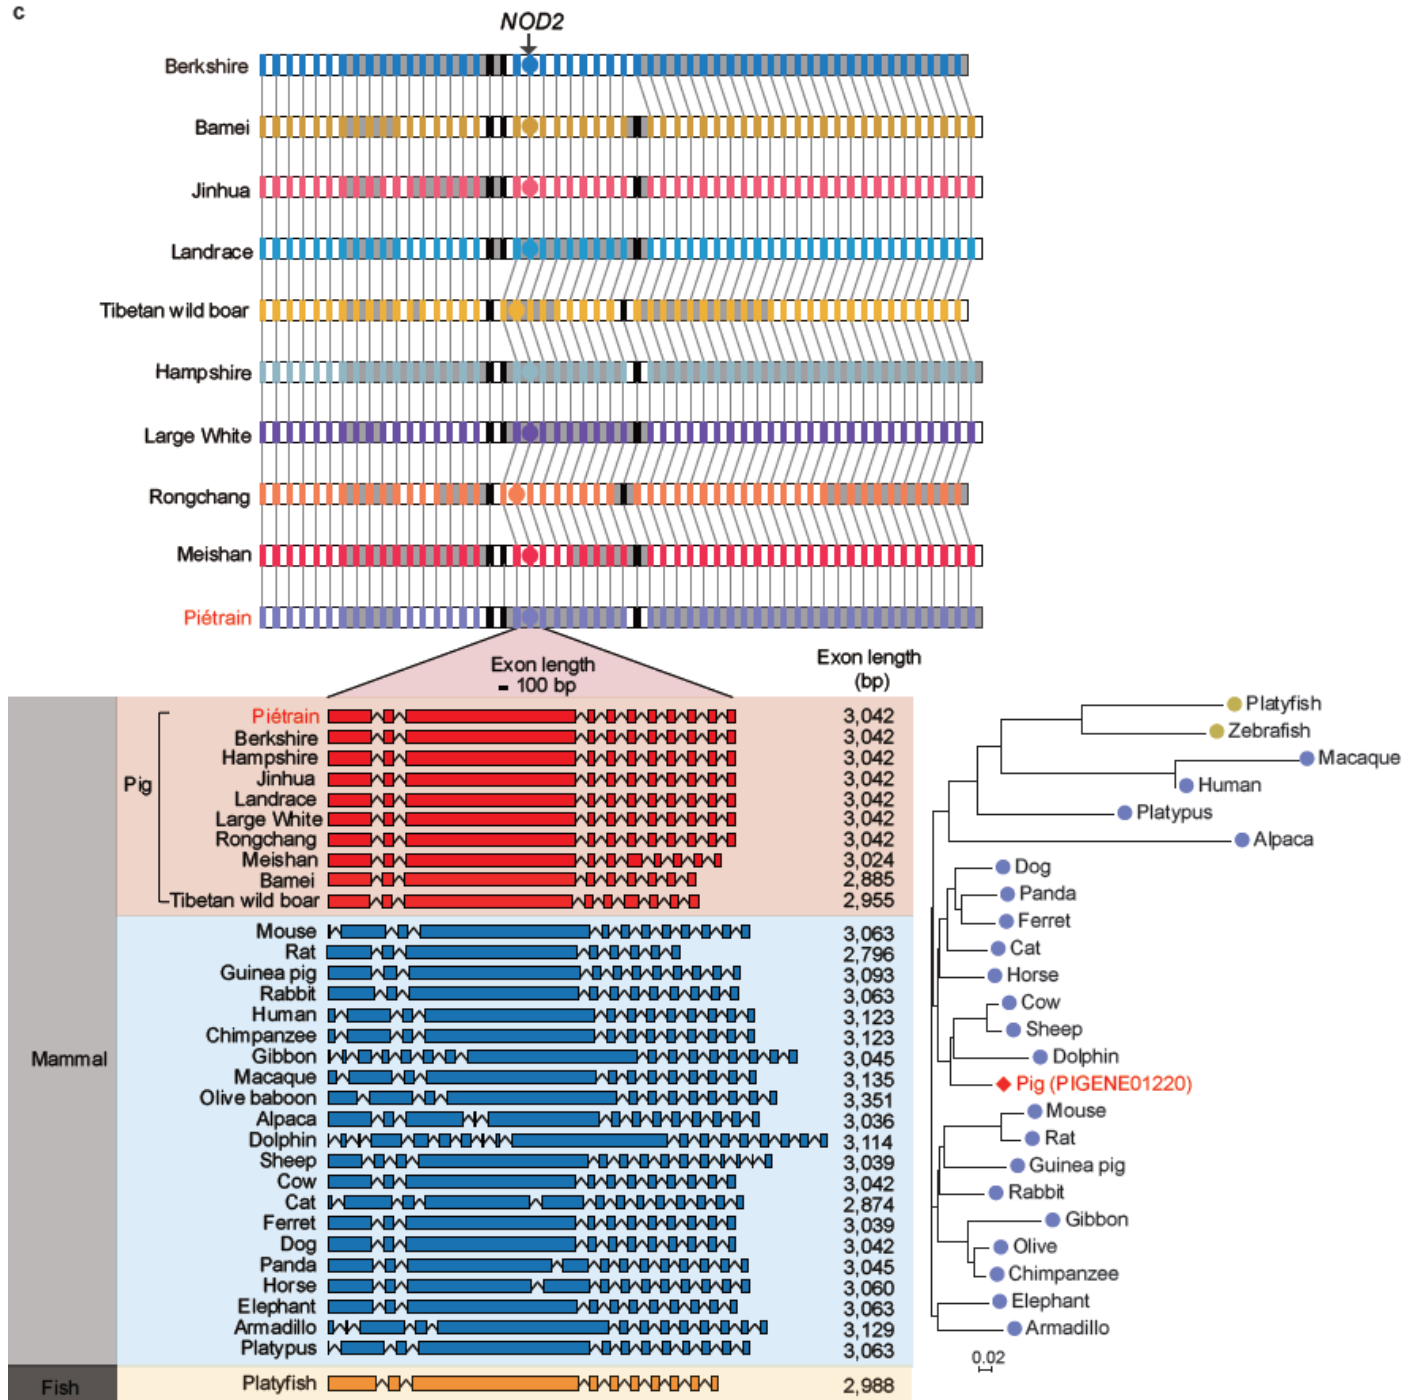 c
NOD2
Berkshire
Bamei
Jinhua
Landrace
Tibetan wild boar
Hampshire
Large White
Rongchang
Meishan
Piétrain
Exon length
100 bp
Exon length
(bp)
Mammal
Pig
Piétrain 3,042
Berkshire 3,042
Hampshire 3,042
Jinhua 3,042
Landrace 3,042
Large White 3,042
Rongchang 3,042
Meishan 3,024
Bamei 2,885
Tibetan wild boar 2,955
Mouse 3,063
Rat 2,796
Guinea pig 3,093
Rabbit 3,063
Human 3,123
Chimpanzee 3,123
Gibbon 3,045
Macaque 3,135
Olive baboon 3,351
Alpaca 3,036
Dolphin 3,114
Sheep 3,039
Cow 3,042
Cat 2,874
Ferret 3,039
Dog 3,042
Panda 3,045
Horse 3,060
Elephant 3,063
Armadillo 3,129
Platypus 3,063
Fish
Platyfish 2,988
Platyfish
Zebrafish
Macaque
Human
Platypus
Alpaca
Dog
Panda
Ferret
Cat
Horse
Cow
Sheep
Dolphin
Pig (PIGENE01220)
Mouse
Rat
Guinea pig
Rabbit
Gibbon
Olive
Chimpanzee
Elephant
Armadillo
0.02